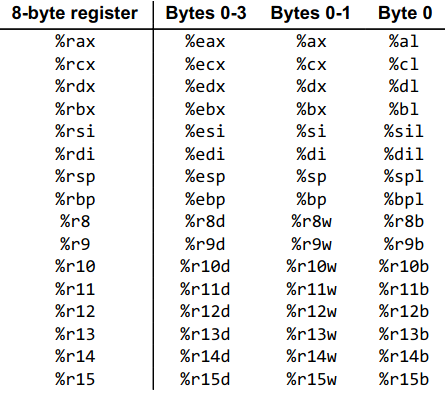 8-byte register Bytes 0-3 Bytes 0-1 Byte 0
%rax %eax %ax %al
%rcx %ecx %cx %cl
%rdx %edx %dx %dl
%rbx %ebx %bx %bl
%rsi %esi %si %sil
%rdi %edi %di %dil
%rsp %esp %sp %spl
%rbp %ebp %bp %bpl
%r8 %r8d %r8w %r8b
%r9 %r9d %r9w %r9b
%r10 %r10d %r10w %r10b
%r11 %r11d %r11w %r11b
%r12 %r12d %r12w %r12b
%r13 %r13d %r13w %r13b
%r14 %r14d %r14w %r14b
%r15 %r15d %r15w %r15b